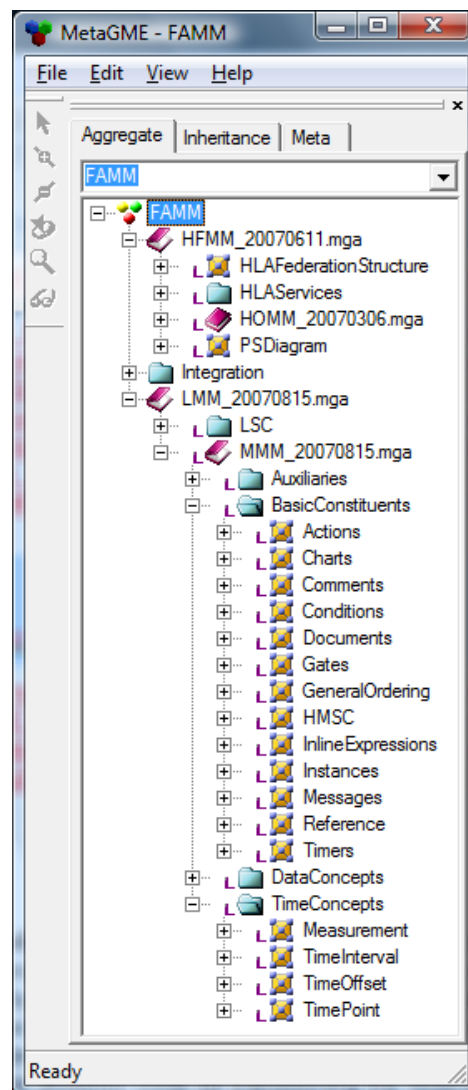 MetaGME - FAMM
File Edit View Help
Aggregate Inheritance Meta
FAMM
FAMM
HFMM_20070611.mga
L HLAFederationStructure
L HLAServices
L HOMM_20070306.mga
L PSDiagram
Integration
LMM_20070815.mga
L LSC
L MMM_20070815.mga
L Auxiliaries
L BasicConstituents
L Actions
L Charts
L Comments
L Conditions
L Documents
L Gates
L GeneralOrdering
L HMSC
L InlineExpressions
L Instances
L Messages
L Reference
L Timers
L DataConcepts
L TimeConcepts
L Measurement
L TimeInterval
L TimeOffset
L TimePoint
Ready